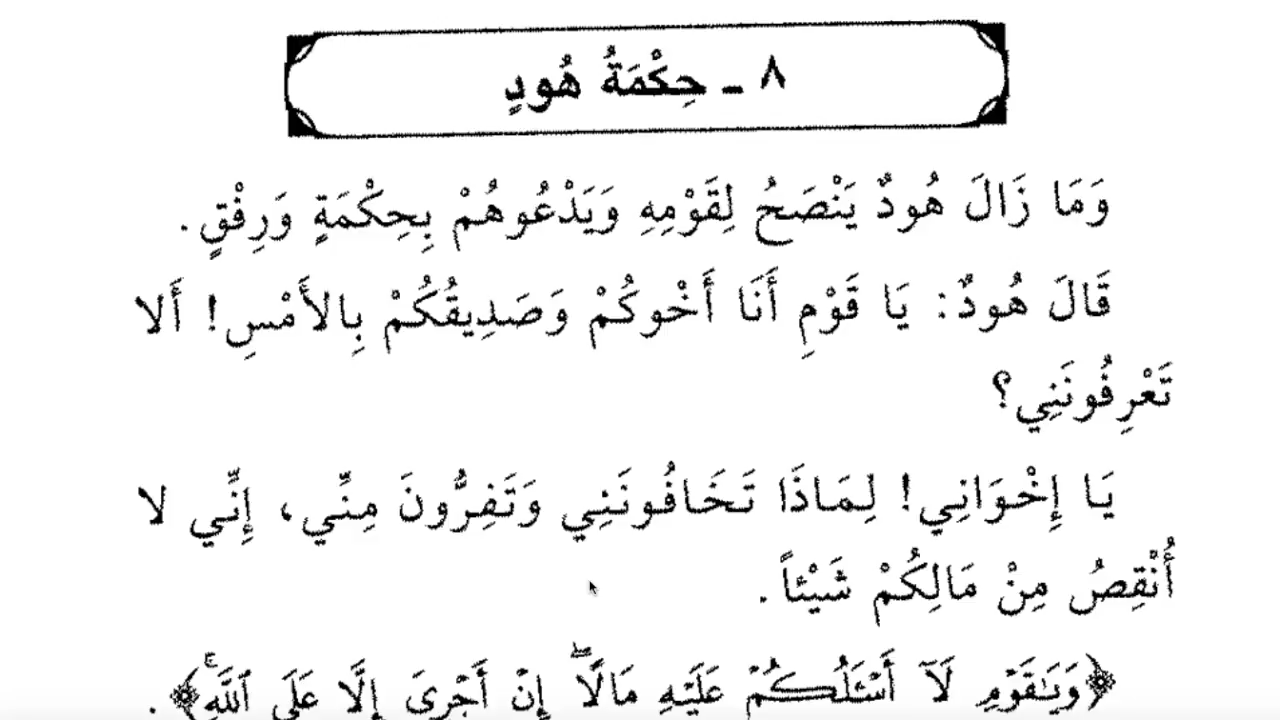 ٨ ـ حِكْمَةُ هُودٍ
وَمَا زَالَ هُودٌ يَنْصَحُ لِقَوْمِهِ وَيَدْعُوهُمْ بِحِكْمَةٍ وَرِفْقٍ.
قَالَ هُودٌ: يَا قَوْمِ أَنَا أَخْوكُمْ وَصَدِيقُكُمْ بِالأَمْسِ! أَلا
تَعْرِفُونَنِي؟
يَا إِخْوَانِي! لِمَاذَا تَخَافُونَنِي وَتَفِرُّونَ مِنِّي، إِنِّي لا
أُنْقِصُ مِنْ مَالِكُمْ شَيْئاً.
﴿وَيَـٰقَوْمِ لَآ أَسْـَٔلُكُمْ عَلَيْهِ مَالًا ۖ إِنْ أَجْرِىَ إِلَّا عَلَى ٱللَّهِ ۚ﴾.